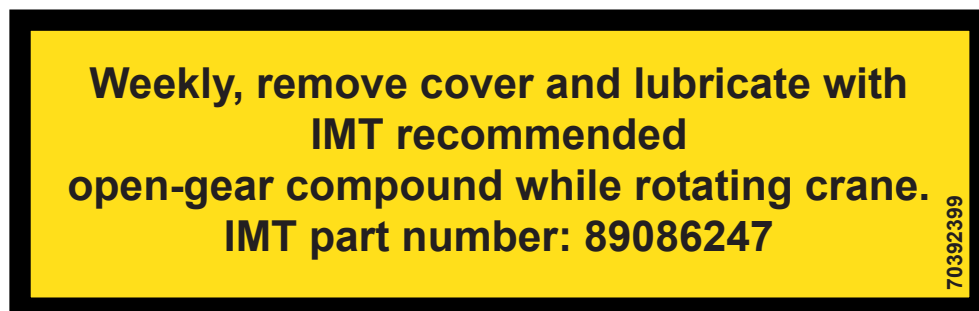 Weekly, remove cover and lubricate with
IMT recommended
open-gear compound while rotating crane.
IMT part number: 89086247
70392399